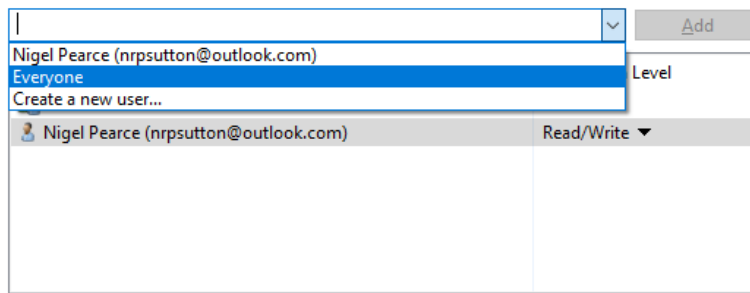 Add
Nigel Pearce (nrpsutton@outlook.com)
Everyone
Level
Create a new user...
Nigel Pearce (nrpsutton@outlook.com) Read/Write